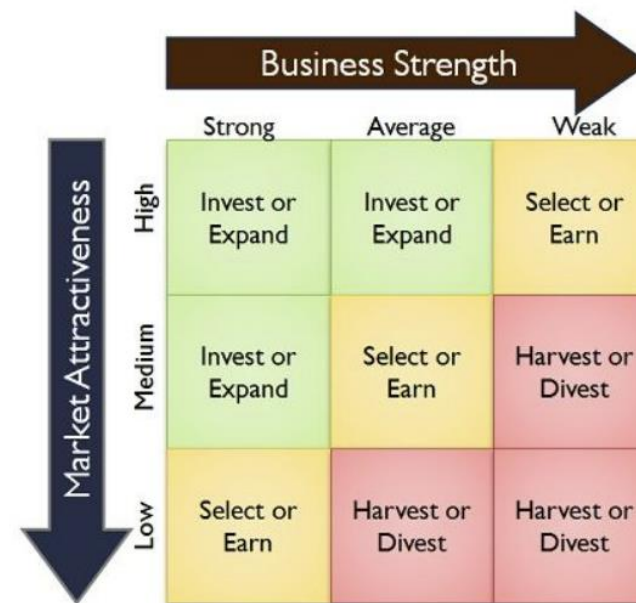 Business Strength
Strong Average Weak
Market Attractiveness
High
Invest or
Expand
Invest or
Expand
Select or
Earn
Medium
Invest or
Expand
Select or
Earn
Harvest or
Divest
Low
Select or
Earn
Harvest or
Divest
Harvest or
Divest